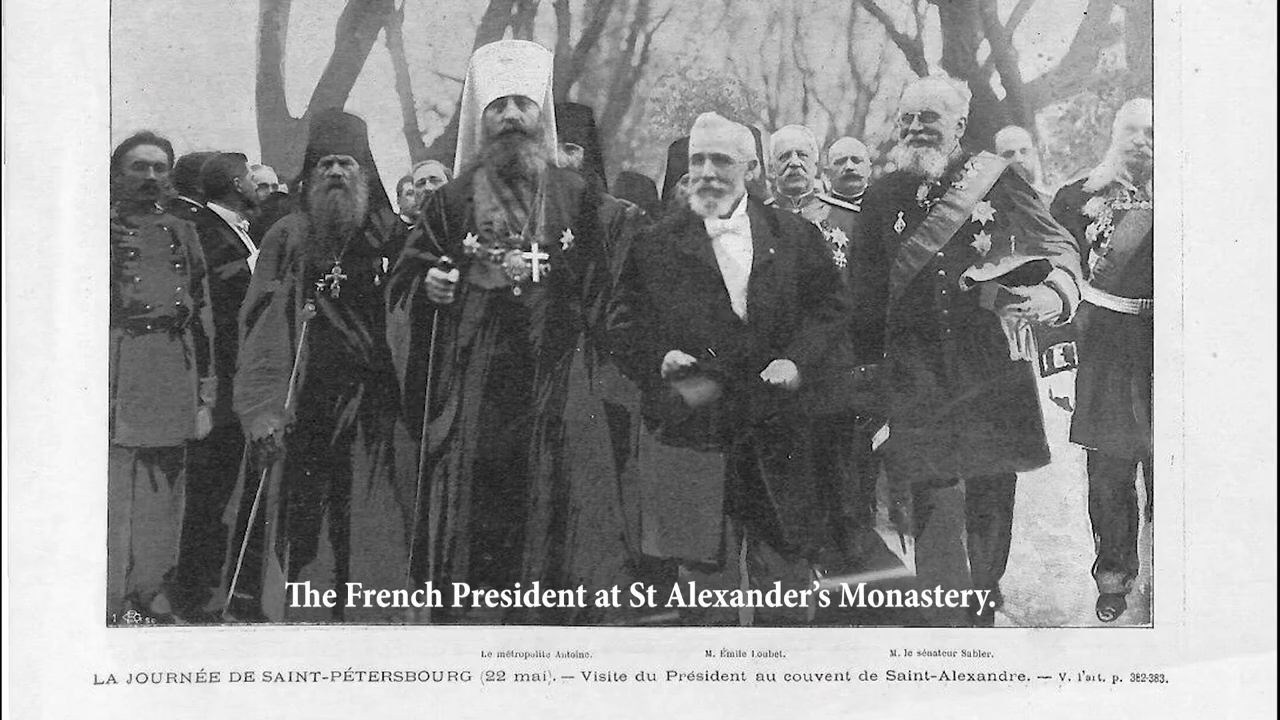 The French President at St Alexander's Monastery.
Le métropolite Antoine. M. Émile Loubet. M. le sénateur Sabler.
LA JOURNÉE DE SAINT-PÉTERSBOURG (22 mai). — Visite du Président au couvent de Saint-Alexandre. — V. l'art. p. 382-383.